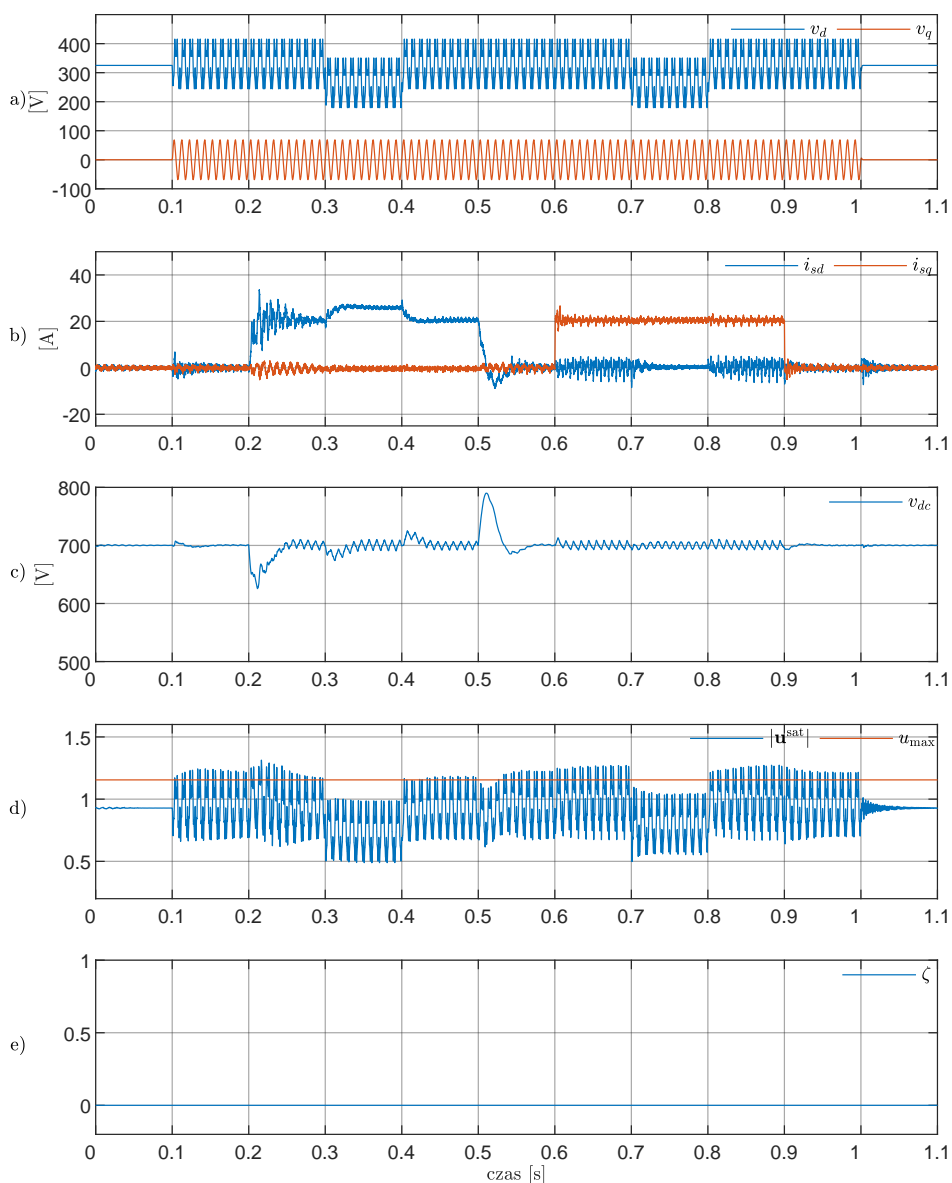 v_d v_q
400
300
200
100
0
-100
a)
[V]
0 0.1 0.2 0.3 0.4 0.5 0.6 0.7 0.8 0.9 1 1.1
i_sd i_sq
40
20
0
-20
b)
[A]
0 0.1 0.2 0.3 0.4 0.5 0.6 0.7 0.8 0.9 1 1.1
v_dc
800
700
600
500
c)
[V]
0 0.1 0.2 0.3 0.4 0.5 0.6 0.7 0.8 0.9 1 1.1
|u^sat| u_max
1.5
1
0.5
d)
0 0.1 0.2 0.3 0.4 0.5 0.6 0.7 0.8 0.9 1 1.1
ζ
1
0.5
0
e)
0 0.1 0.2 0.3 0.4 0.5 0.6 0.7 0.8 0.9 1 1.1
czas [s]